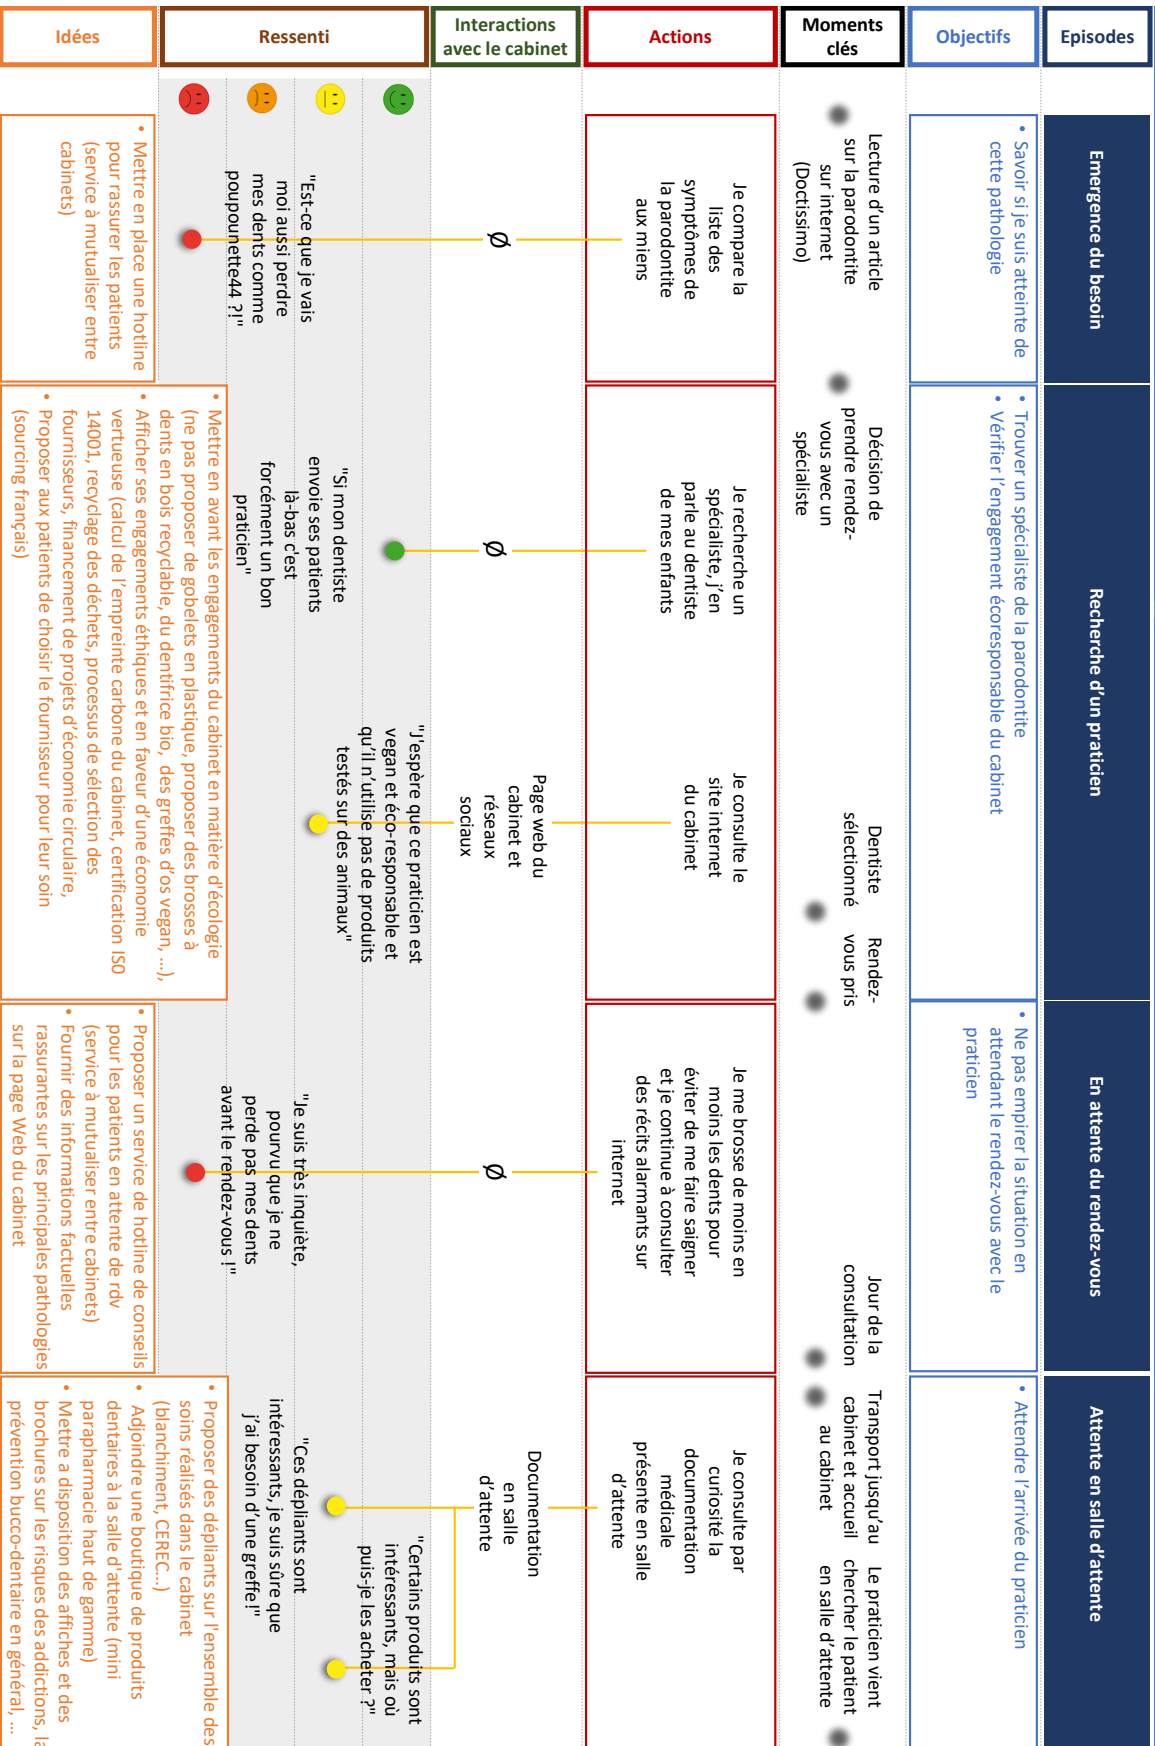 Episodes
Emergence du besoin
Recherche d'un praticien
En attente du rendez-vous
Attente en salle d'attente
Objectifs
• Savoir si je suis atteinte de
cette pathologie
• Trouver un spécialiste de la parodontite
• Vérifier l'engagement écoresponsable du cabinet
• Ne pas empirer la situation en
attendant le rendez-vous avec le
praticien
• Attendre l'arrivée du praticien
Moments
clés
Lecture d'un article
sur la parodontite
sur internet
(Doctissimo)
Décision de
prendre rendez-
vous avec un
spécialiste
Dentiste
sélectionné
Rendez-
vous pris
Jour de la
consultation
Transport jusqu'au
cabinet et accueil
au cabinet
Le praticien vient
chercher le patient
en salle d'attente
Actions
Je compare la
liste des
symptômes de
la parodontite
aux miens
Je recherche un
spécialiste, j'en
parle au dentiste
de mes enfants
Je consulte le
site internet
du cabinet
Je me brosse de moins en
moins les dents pour
éviter de me faire saigner
et je continue à consulter
des récits alarmants sur
internet
Je consulte par
curiosité la
documentation
médicale
présente en salle
d'attente
Interactions
avec le cabinet
Ø
Ø
Page web du
cabinet et
réseaux
sociaux
Ø
Documentation
en salle
d'attente
Ressenti
"Est-ce que je vais
moi aussi perdre
mes dents comme
poupounette44 ?!"
"Si mon dentiste
envoie ses patients
là-bas c'est
forcément un bon
praticien"
"J'espère que ce praticien est
vegan et éco-responsable et
qu'il n'utilise pas de produits
testés sur des animaux"
"Je suis très inquiète,
pourvu que je ne
perde pas mes dents
avant le rendez-vous !"
"Ces dépliants sont
intéressants, je suis sûre que
j'ai besoin d'une greffe!"
"Certains produits sont
intéressants, mais où
puis-je les acheter ?"
Idées
• Mettre en place une hotline
pour rassurer les patients
(service à mutualiser entre
cabinets)
• Mettre en avant les engagements du cabinet en matière d'écologie
(ne pas proposer de gobelets en plastique, proposer des brosses à
dents en bois recyclable, du dentifrice bio, des greffes d'os vegan, ...),
• Afficher ses engagements éthiques et en faveur d'une économie
vertueuse (calcul de l'empreinte carbone du cabinet, certification ISO
14001, recyclage des déchets, processus de sélection des
fournisseurs, financement de projets d'économie circulaire,
• Proposer aux patients de choisir le fournisseur pour leur soin
(sourcing français)
• Proposer un service de hotline de conseils
pour les patients en attente de rdv
(service à mutualiser entre cabinets)
• Fournir des informations factuelles
rassurantes sur les principales pathologies
sur la page Web du cabinet
• Proposer des dépliants sur l'ensemble des
soins réalisés dans le cabinet
(blanchiment, CEREC...)
• Adjoindre une boutique de produits
dentaires à la salle d'attente (mini
parapharmacie haut de gamme)
• Mettre a disposition des affiches et des
brochures sur les risques des addictions, la
prévention bucco-dentaire en général, ...